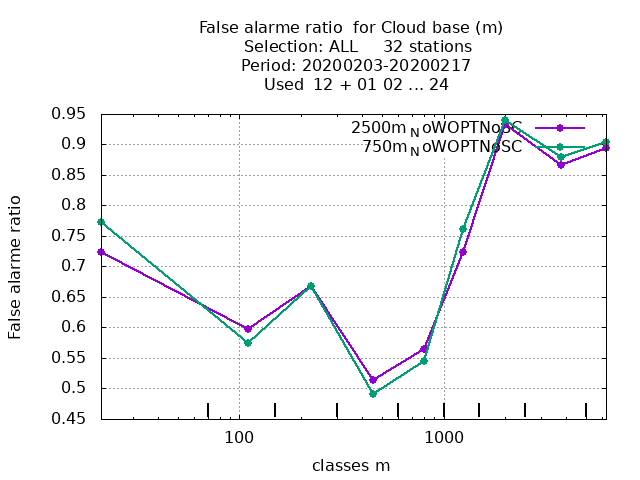 False alarme ratio  for Cloud base (m)
Selection: ALL     32 stations
Period: 20200203-20200217
Used  12 + 01 02 ... 24
2500m_NoWOPTNoSC
750m_NoWOPTNoSC
False alarme ratio
0.95
0.9
0.85
0.8
0.75
0.7
0.65
0.6
0.55
0.5
0.45
100
1000
classes m